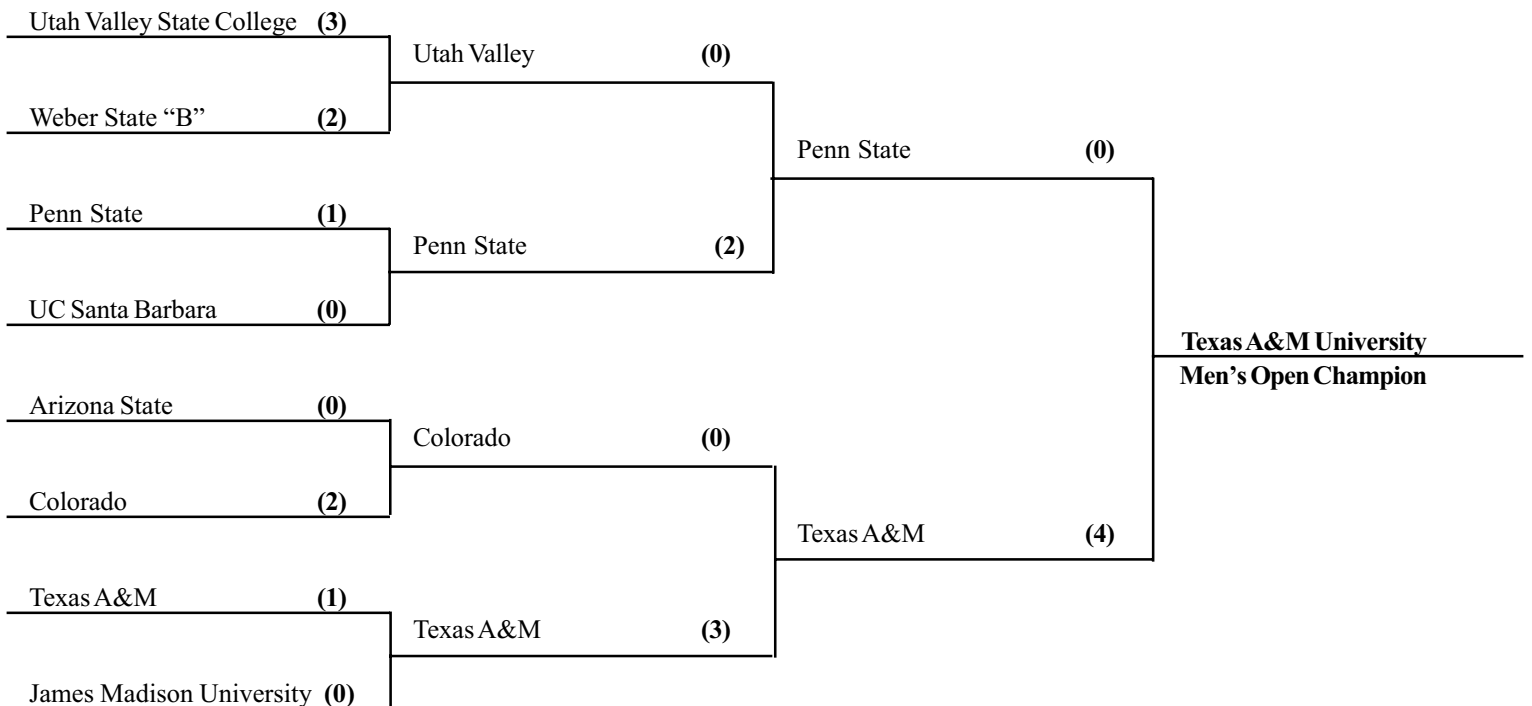 Utah Valley State College (3)
Weber State “B” (2)
Penn State (1)
UC Santa Barbara (0)
Arizona State (0)
Colorado (2)
Texas A&M (1)
James Madison University (0)
Utah Valley (0)
Penn State (2)
Colorado (0)
Texas A&M (3)
Penn State (0)
Texas A&M (4)
Texas A&M University
Men’s Open Champion